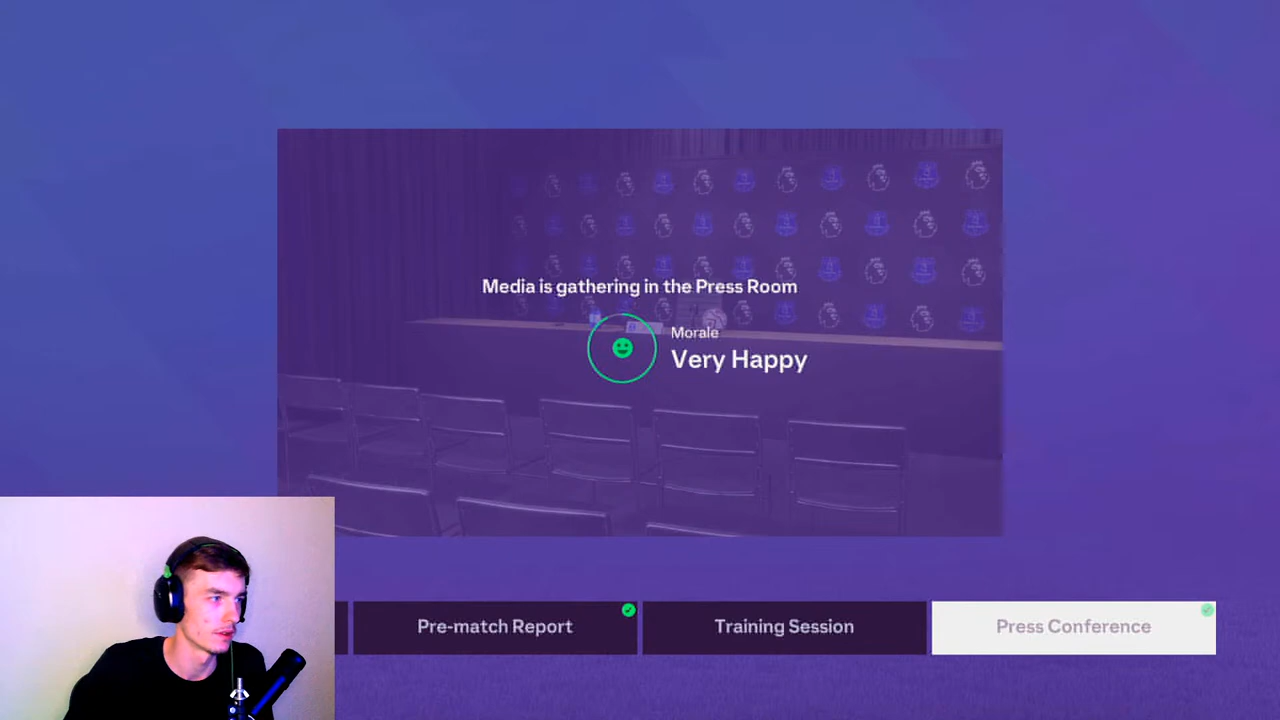 Media is gathering in the Press Room
Morale
Very Happy
Pre-match Report
Training Session
Press Conference